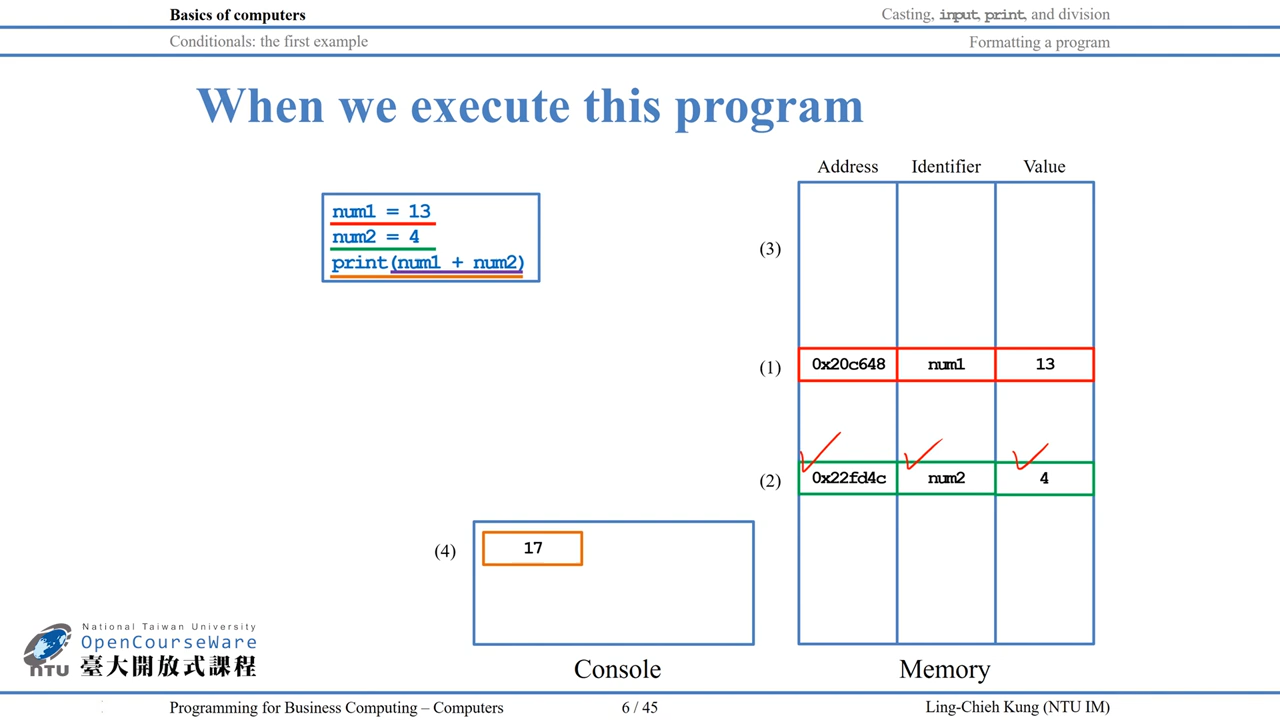 Basics of computers
Casting, input, print, and division
Conditionals: the first example
Formatting a program
When we execute this program
num1 = 13
num2 = 4
print(num1 + num2)
Address Identifier Value
(3)
(1) 0x20c648 num1 13
(2) 0x22fd4c num2 4
(4) 17
Console
Memory
National Taiwan University
OpenCourseWare
臺大開放式課程
NTU
Programming for Business Computing – Computers
6 / 45
Ling-Chieh Kung (NTU IM)